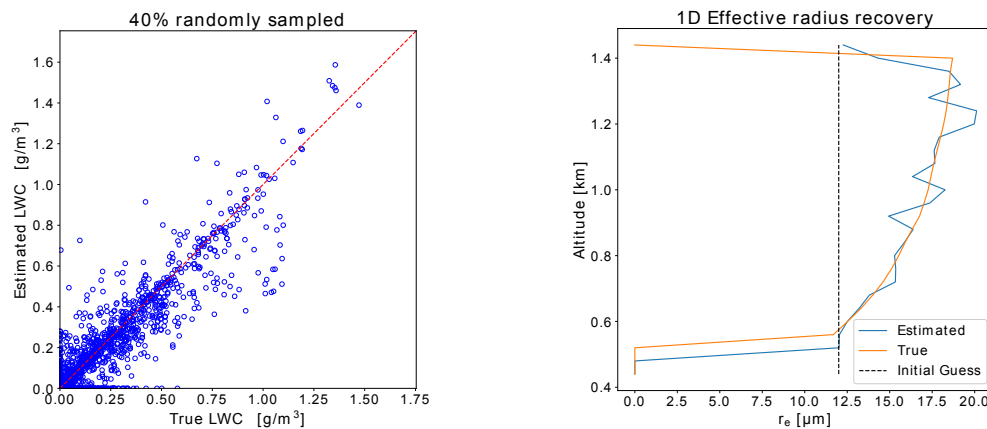 40% randomly sampled
1.6
1.4
1.2
1.0
0.8
0.6
0.4
0.2
0.0
Estimated LWC [g/m³]
0.00 0.25 0.50 0.75 1.00 1.25 1.50 1.75
True LWC [g/m³]
1D Effective radius recovery
1.4
1.2
1.0
0.8
0.6
0.4
Altitude [km]
Estimated
True
Initial Guess
0.0 2.5 5.0 7.5 10.0 12.5 15.0 17.5 20.0
rₑ [µm]